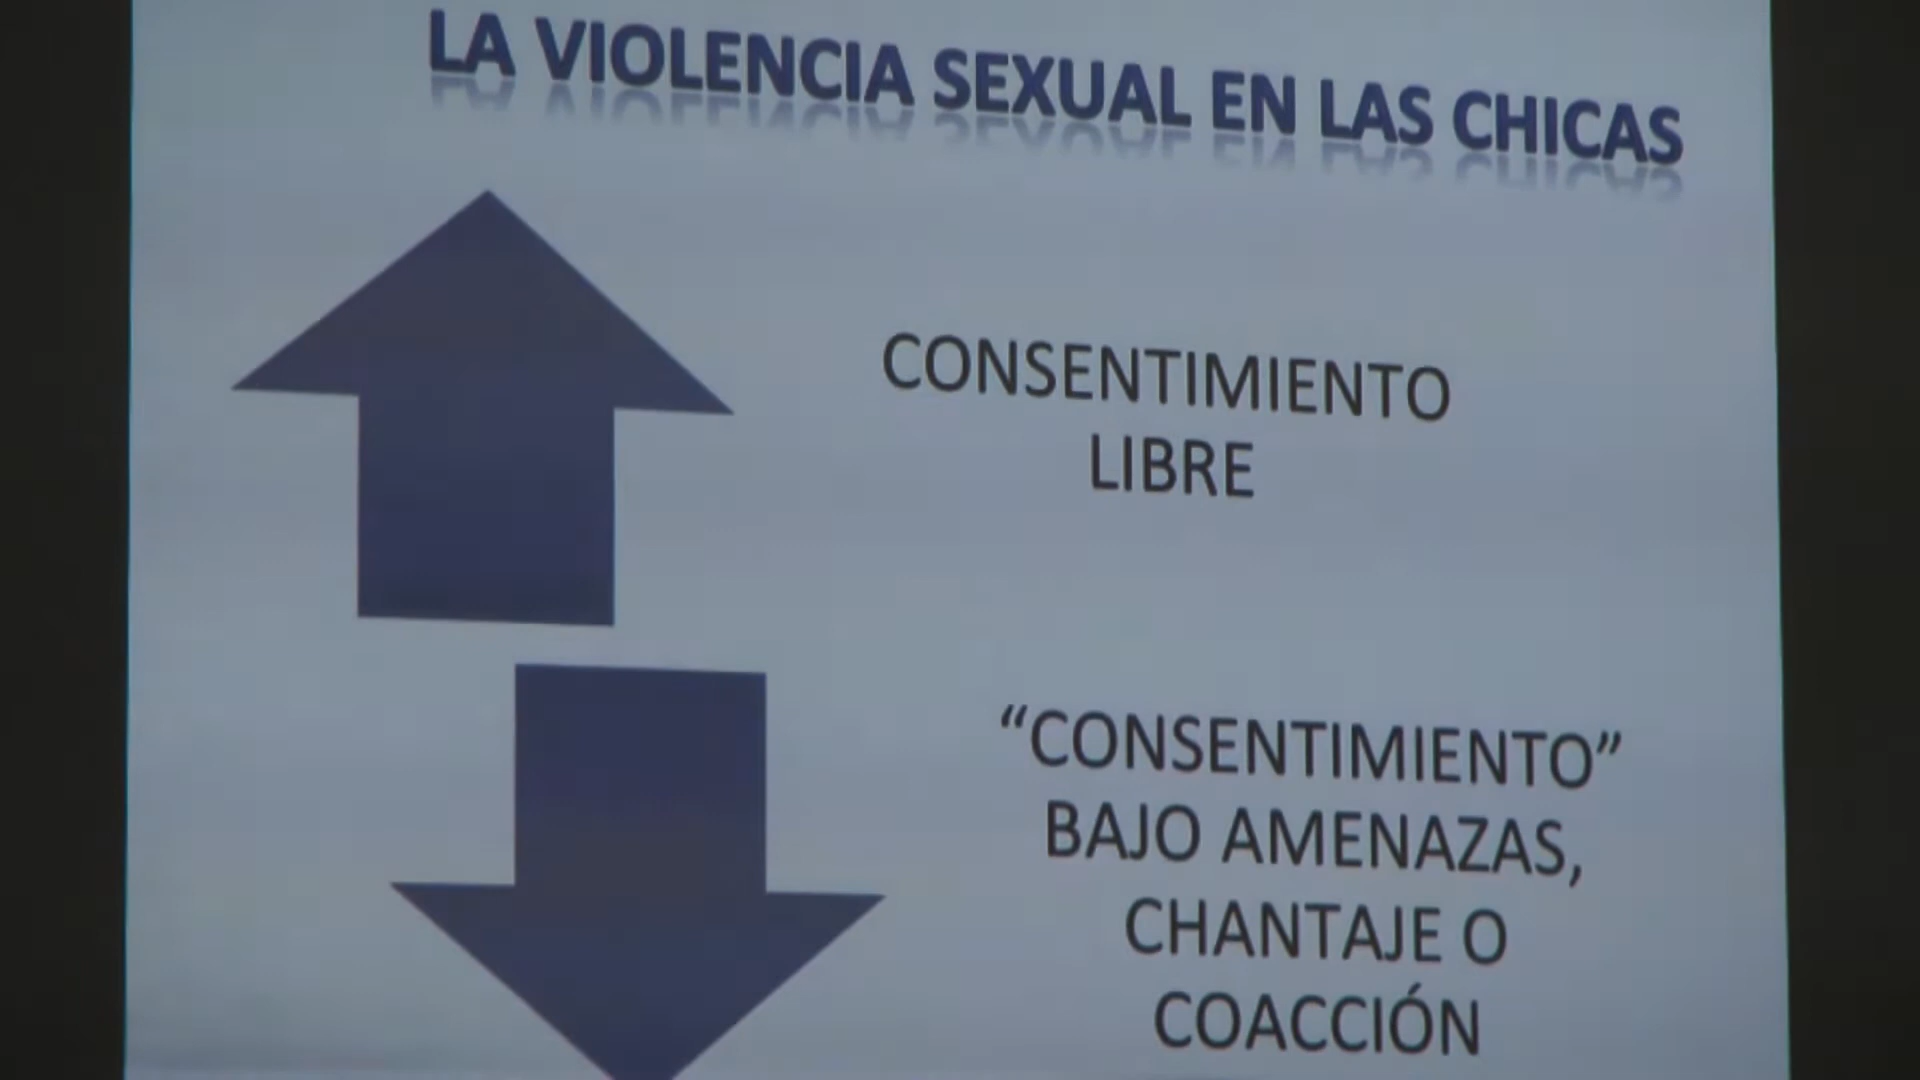 LA VIOLENCIA SEXUAL EN LAS CHICAS
CONSENTIMIENTO
LIBRE
“CONSENTIMIENTO”
BAJO AMENAZAS,
CHANTAJE O
COACCIÓN